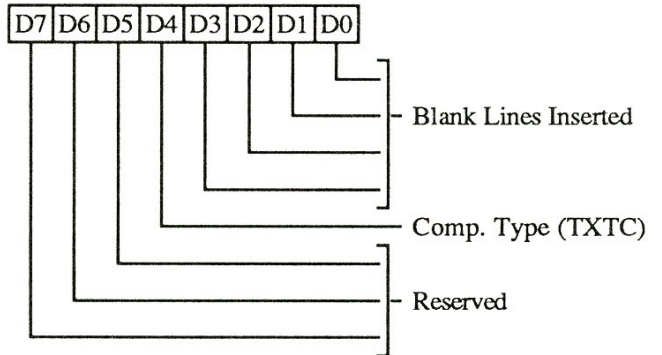 D7 D6 D5 D4 D3 D2 D1 D0
Blank Lines Inserted
Comp. Type (TXTC)
Reserved